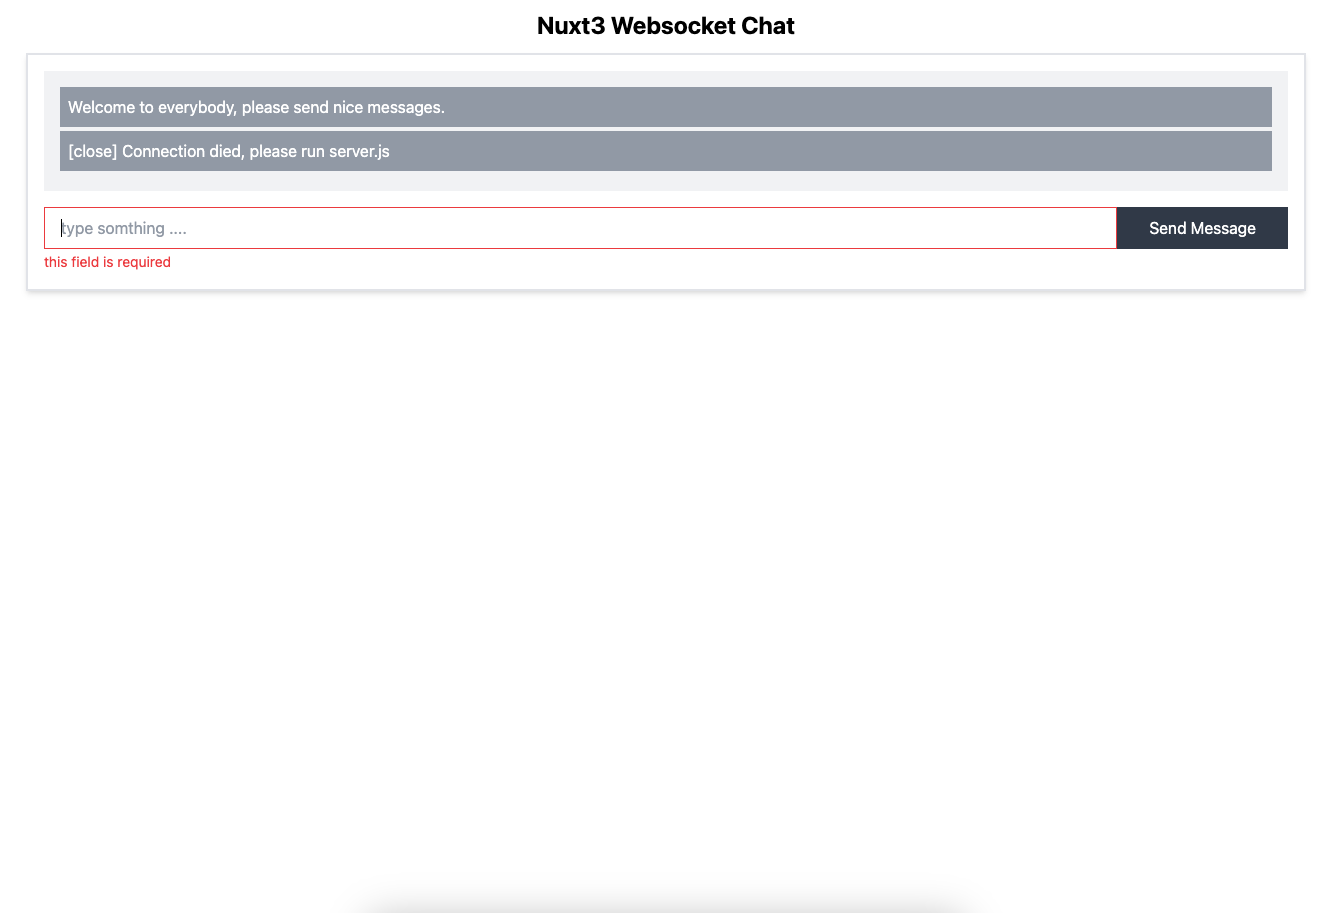 Nuxt3 Websocket Chat
Welcome to everybody, please send nice messages.
[close] Connection died, please run server.js
type somthing ....
Send Message
this field is required